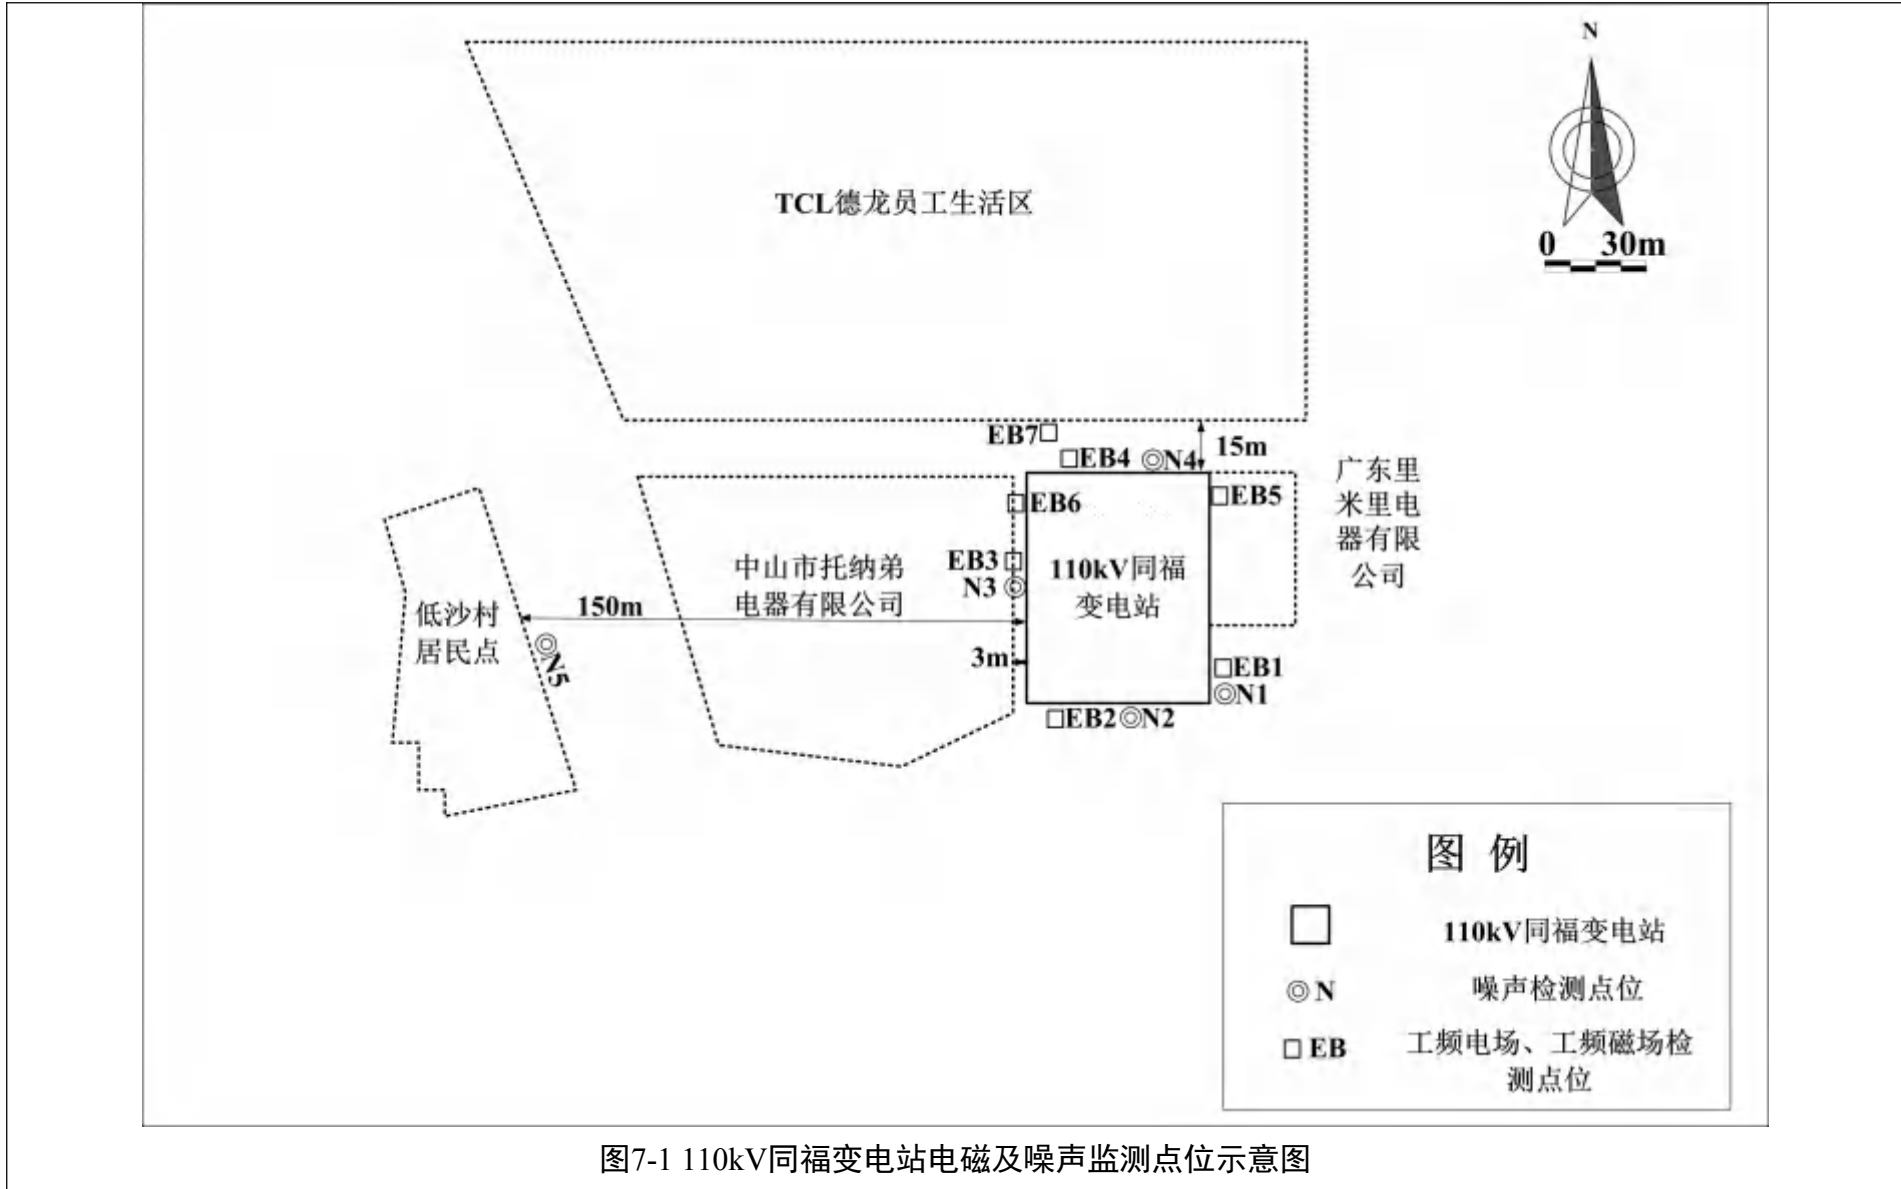 N
0 30m
TCL德龙员工生活区
15m
EB7
EB4 N4
广东里
米里电
器有限
公司
EB5
EB6
EB3
N3
中山市托纳弟
电器有限公司
110kV同福
变电站
低沙村
居民点
150m
N5
3m
EB1
N1
EB2 N2
图 例
110kV同福变电站
N 噪声检测点位
EB 工频电场、工频磁场检
测点位
图7-1 110kV同福变电站电磁及噪声监测点位示意图